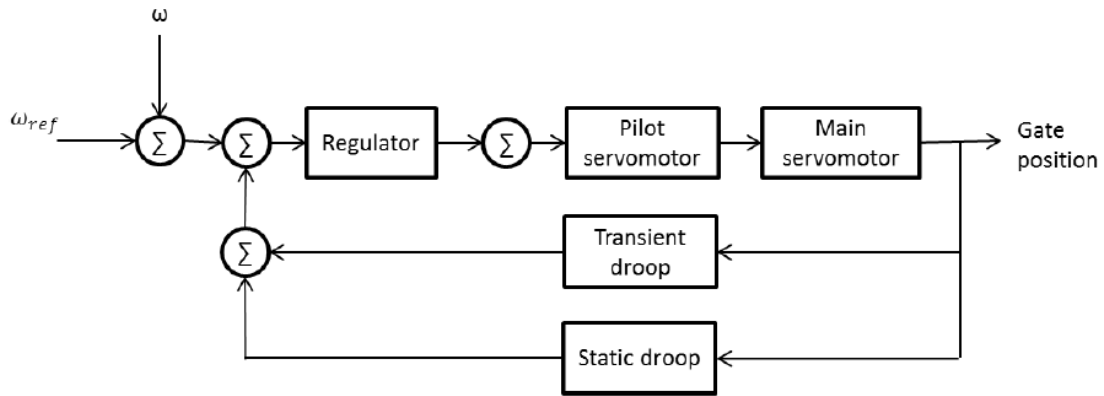 ω
ω_ref
Σ
Σ
Regulator
Σ
Pilot
servomotor
Main
servomotor
Gate
position
Σ
Transient
droop
Static droop